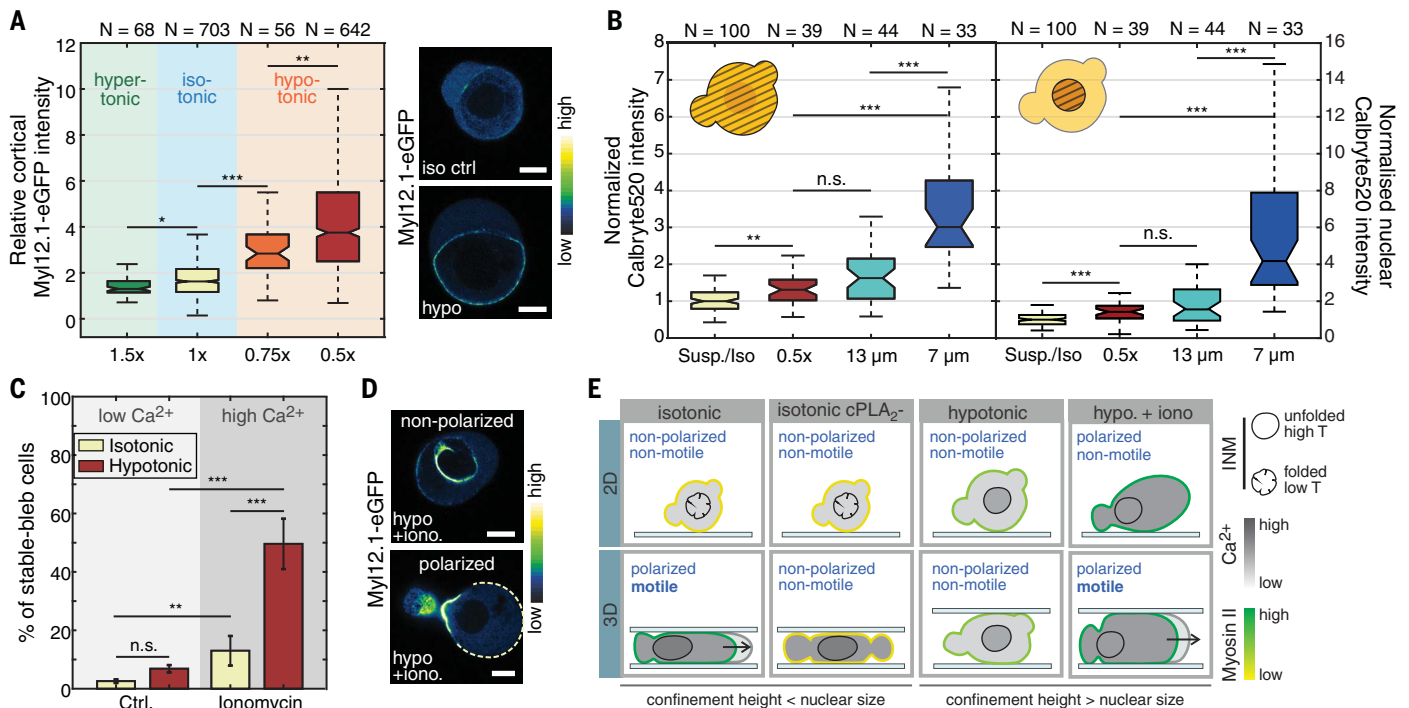 A
N = 68 N = 703 N = 56 N = 642
Relative cortical
Myl12.1-eGFP intensity
12
10
8
6
4
2
0
hyper-
tonic
iso-
tonic
hypo-
tonic
*
***
**
1.5x 1x 0.75x 0.5x
Myl12.1-eGFP
iso ctrl
hypo
high
low
B
N = 100 N = 39 N = 44 N = 33
N = 100 N = 39 N = 44 N = 33
Normalized
Calbryte520 intensity
8
7
6
5
4
3
2
1
0
**
n.s.
***
***
Susp./Iso 0.5x 13 µm 7 µm
***
n.s.
***
***
Susp./Iso 0.5x 13 µm 7 µm
16
14
12
10
8
6
4
2
0
Normalised nuclear
Calbryte520 intensity
C
% of stable-bleb cells
100
80
60
40
20
0
low Ca2+ high Ca2+
Isotonic
Hypotonic
n.s.
**
***
***
Ctrl. Ionomycin
D
Myl12.1-eGFP
non-polarized
hypo
+iono.
polarized
hypo
+iono.
high
low
E
isotonic isotonic cPLA2- hypotonic hypo. + iono
2D
non-polarized
non-motile
non-polarized
non-motile
non-polarized
non-motile
polarized
non-motile
3D
polarized
motile
non-polarized
non-motile
non-polarized
non-motile
polarized
motile
confinement height < nuclear size
confinement height > nuclear size
INM
unfolded
high T
folded
low T
Ca2+
high
low
Myosin II
high
low